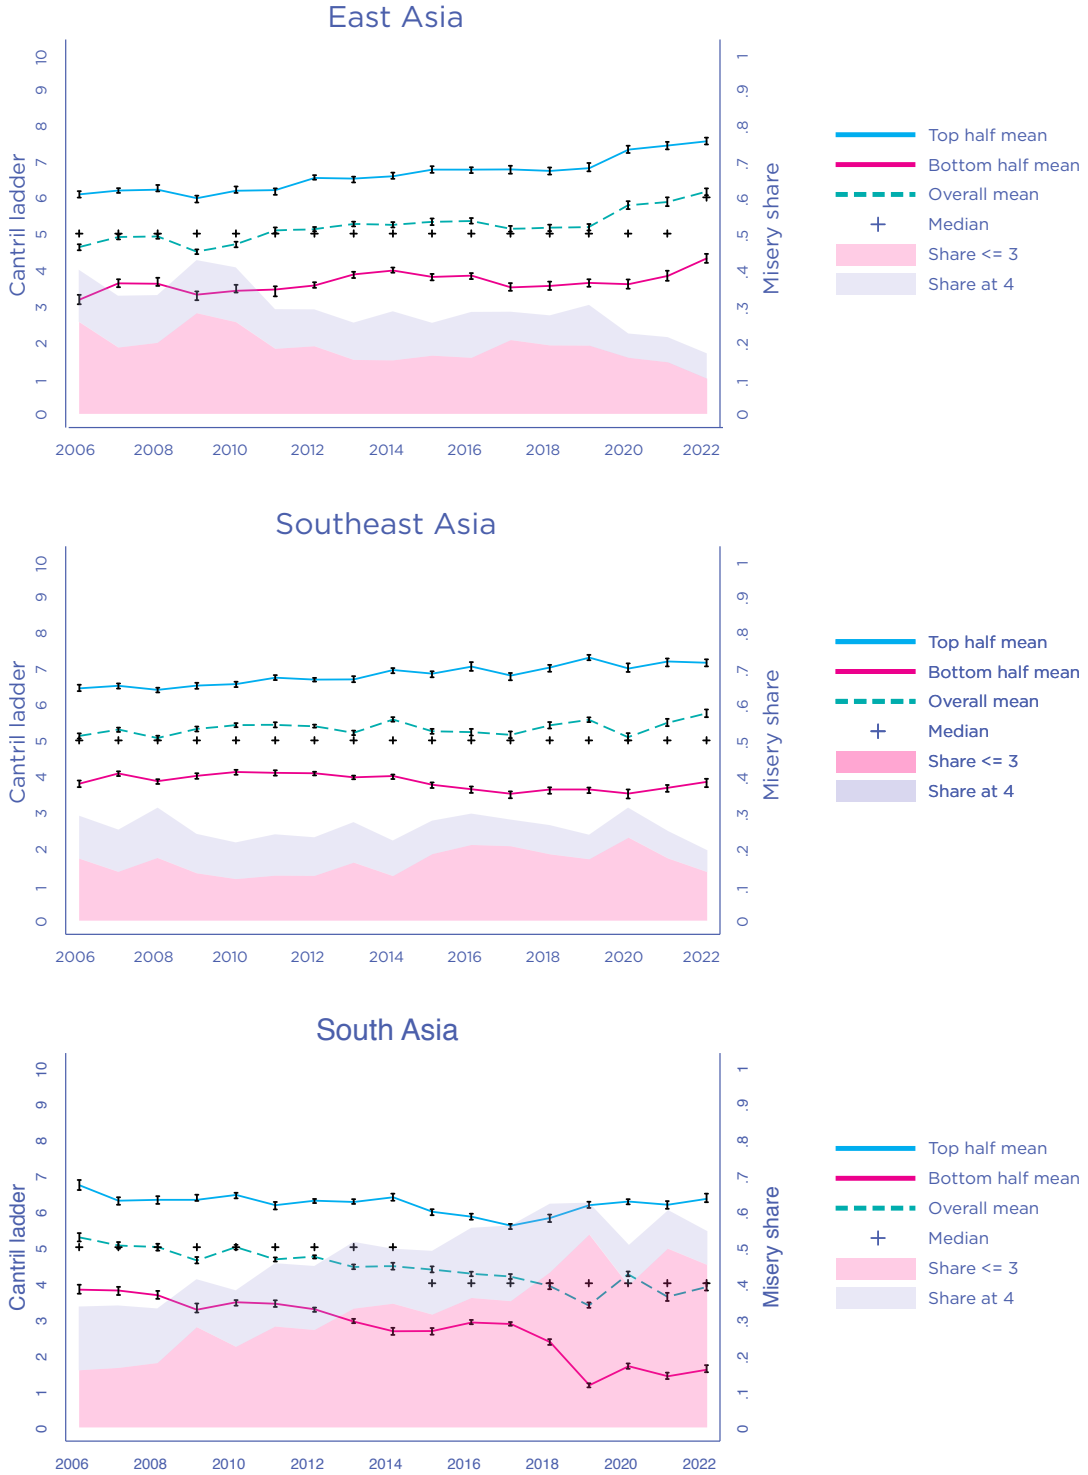 East Asia
10
9
8
7
6
5
4
3
2
1
0
Cantril ladder
1
.9
.8
.7
.6
.5
.4
.3
.2
.1
0
Misery share
2006 2008 2010 2012 2014 2016 2018 2020 2022
Top half mean
Bottom half mean
Overall mean
Median
Share <= 3
Share at 4
Southeast Asia
10
9
8
7
6
5
4
3
2
1
0
Cantril ladder
1
.9
.8
.7
.6
.5
.4
.3
.2
.1
0
Misery share
2006 2008 2010 2012 2014 2016 2018 2020 2022
Top half mean
Bottom half mean
Overall mean
Median
Share <= 3
Share at 4
South Asia
10
9
8
7
6
5
4
3
2
1
0
Cantril ladder
1
.9
.8
.7
.6
.5
.4
.3
.2
.1
0
Misery share
2006 2008 2010 2012 2014 2016 2018 2020 2022
Top half mean
Bottom half mean
Overall mean
Median
Share <= 3
Share at 4